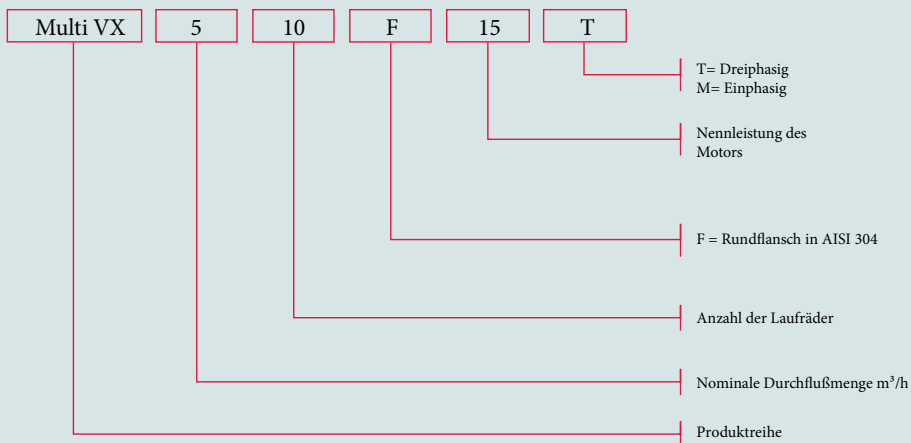 Multi VX 5 10 F 15 T
T= Dreiphasig
M= Einphasig
Nennleistung des
Motors
F = Rundflansch in AISI 304
Anzahl der Laufräder
Nominale Durchflußmenge m³/h
Produktreihe